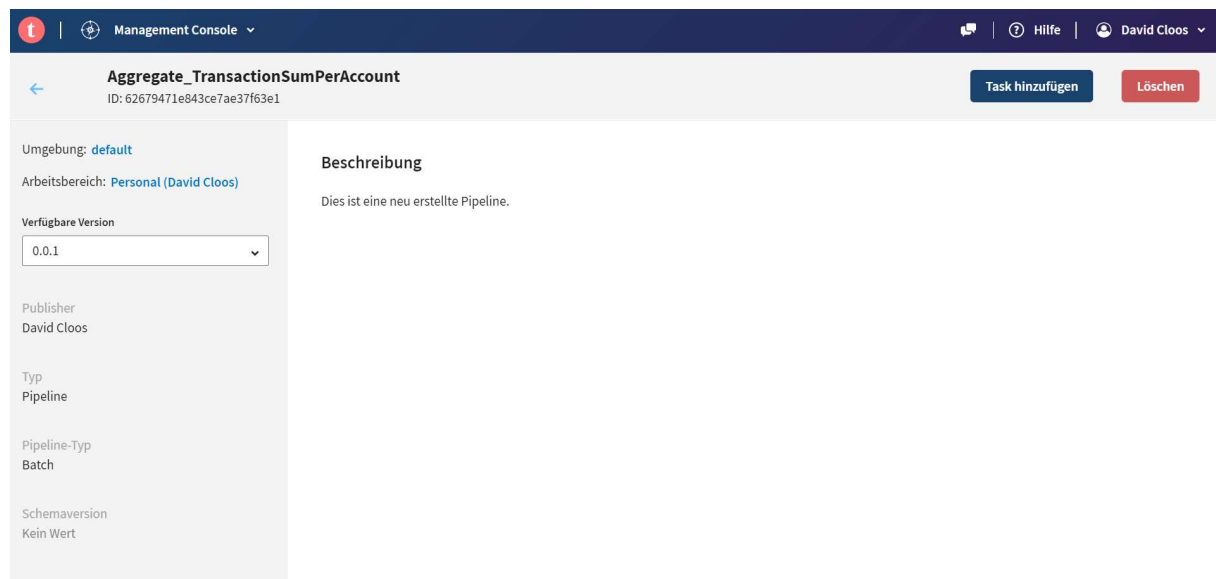 t
Management Console
Hilfe
David Cloos
Aggregate_TransactionSumPerAccount
ID: 62679471e843ce7ae37f63e1
Task hinzufügen
Löschen
Umgebung: default
Arbeitsbereich: Personal (David Cloos)
Verfügbare Version
0.0.1
Publisher
David Cloos
Typ
Pipeline
Pipeline-Typ
Batch
Schemaversion
Kein Wert
Beschreibung
Dies ist eine neu erstellte Pipeline.